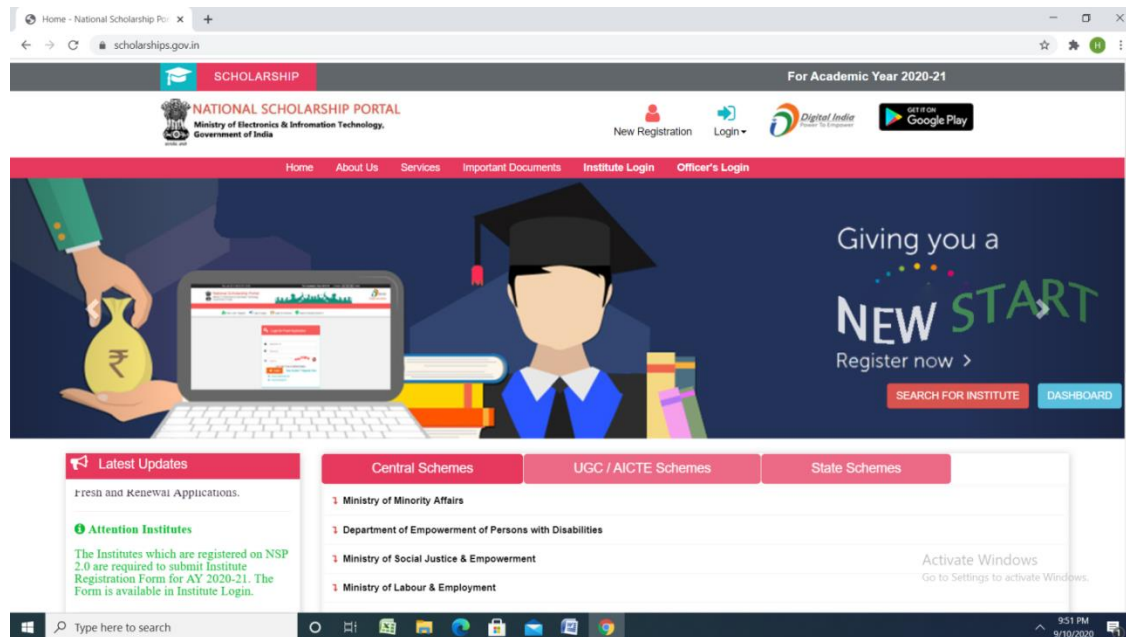 Home - National Scholarship Por
scholarships.gov.in
H
SCHOLARSHIP
For Academic Year 2020-21
NATIONAL SCHOLARSHIP PORTAL
Ministry of Electronics & Infromation Technology,
Government of India
New Registration
Login
Digital India
Power To Empower
GET IT ON
Google Play
Home About Us Services Important Documents Institute Login Officer's Login
Giving you a
NEW START
Register now >
SEARCH FOR INSTITUTE
DASHBOARD
₹
Latest Updates
Fresh and Renewal Applications.
Attention Institutes
The Institutes which are registered on NSP
2.0 are required to submit Institute
Registration Form for AY 2020-21. The
Form is available in Institute Login.
Central Schemes
UGC / AICTE Schemes
State Schemes
Ministry of Minority Affairs
Department of Empowerment of Persons with Disabilities
Ministry of Social Justice & Empowerment
Ministry of Labour & Employment
Activate Windows
Go to Settings to activate Windows.
Type here to search
9:51 PM
9/10/2020